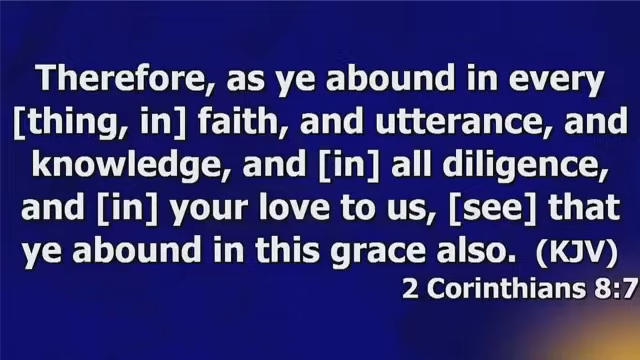 Therefore, as ye abound in every
[thing, in] faith, and utterance, and
knowledge, and [in] all diligence,
and [in] your love to us, [see] that
ye abound in this grace also. (KJV)
2 Corinthians 8:7